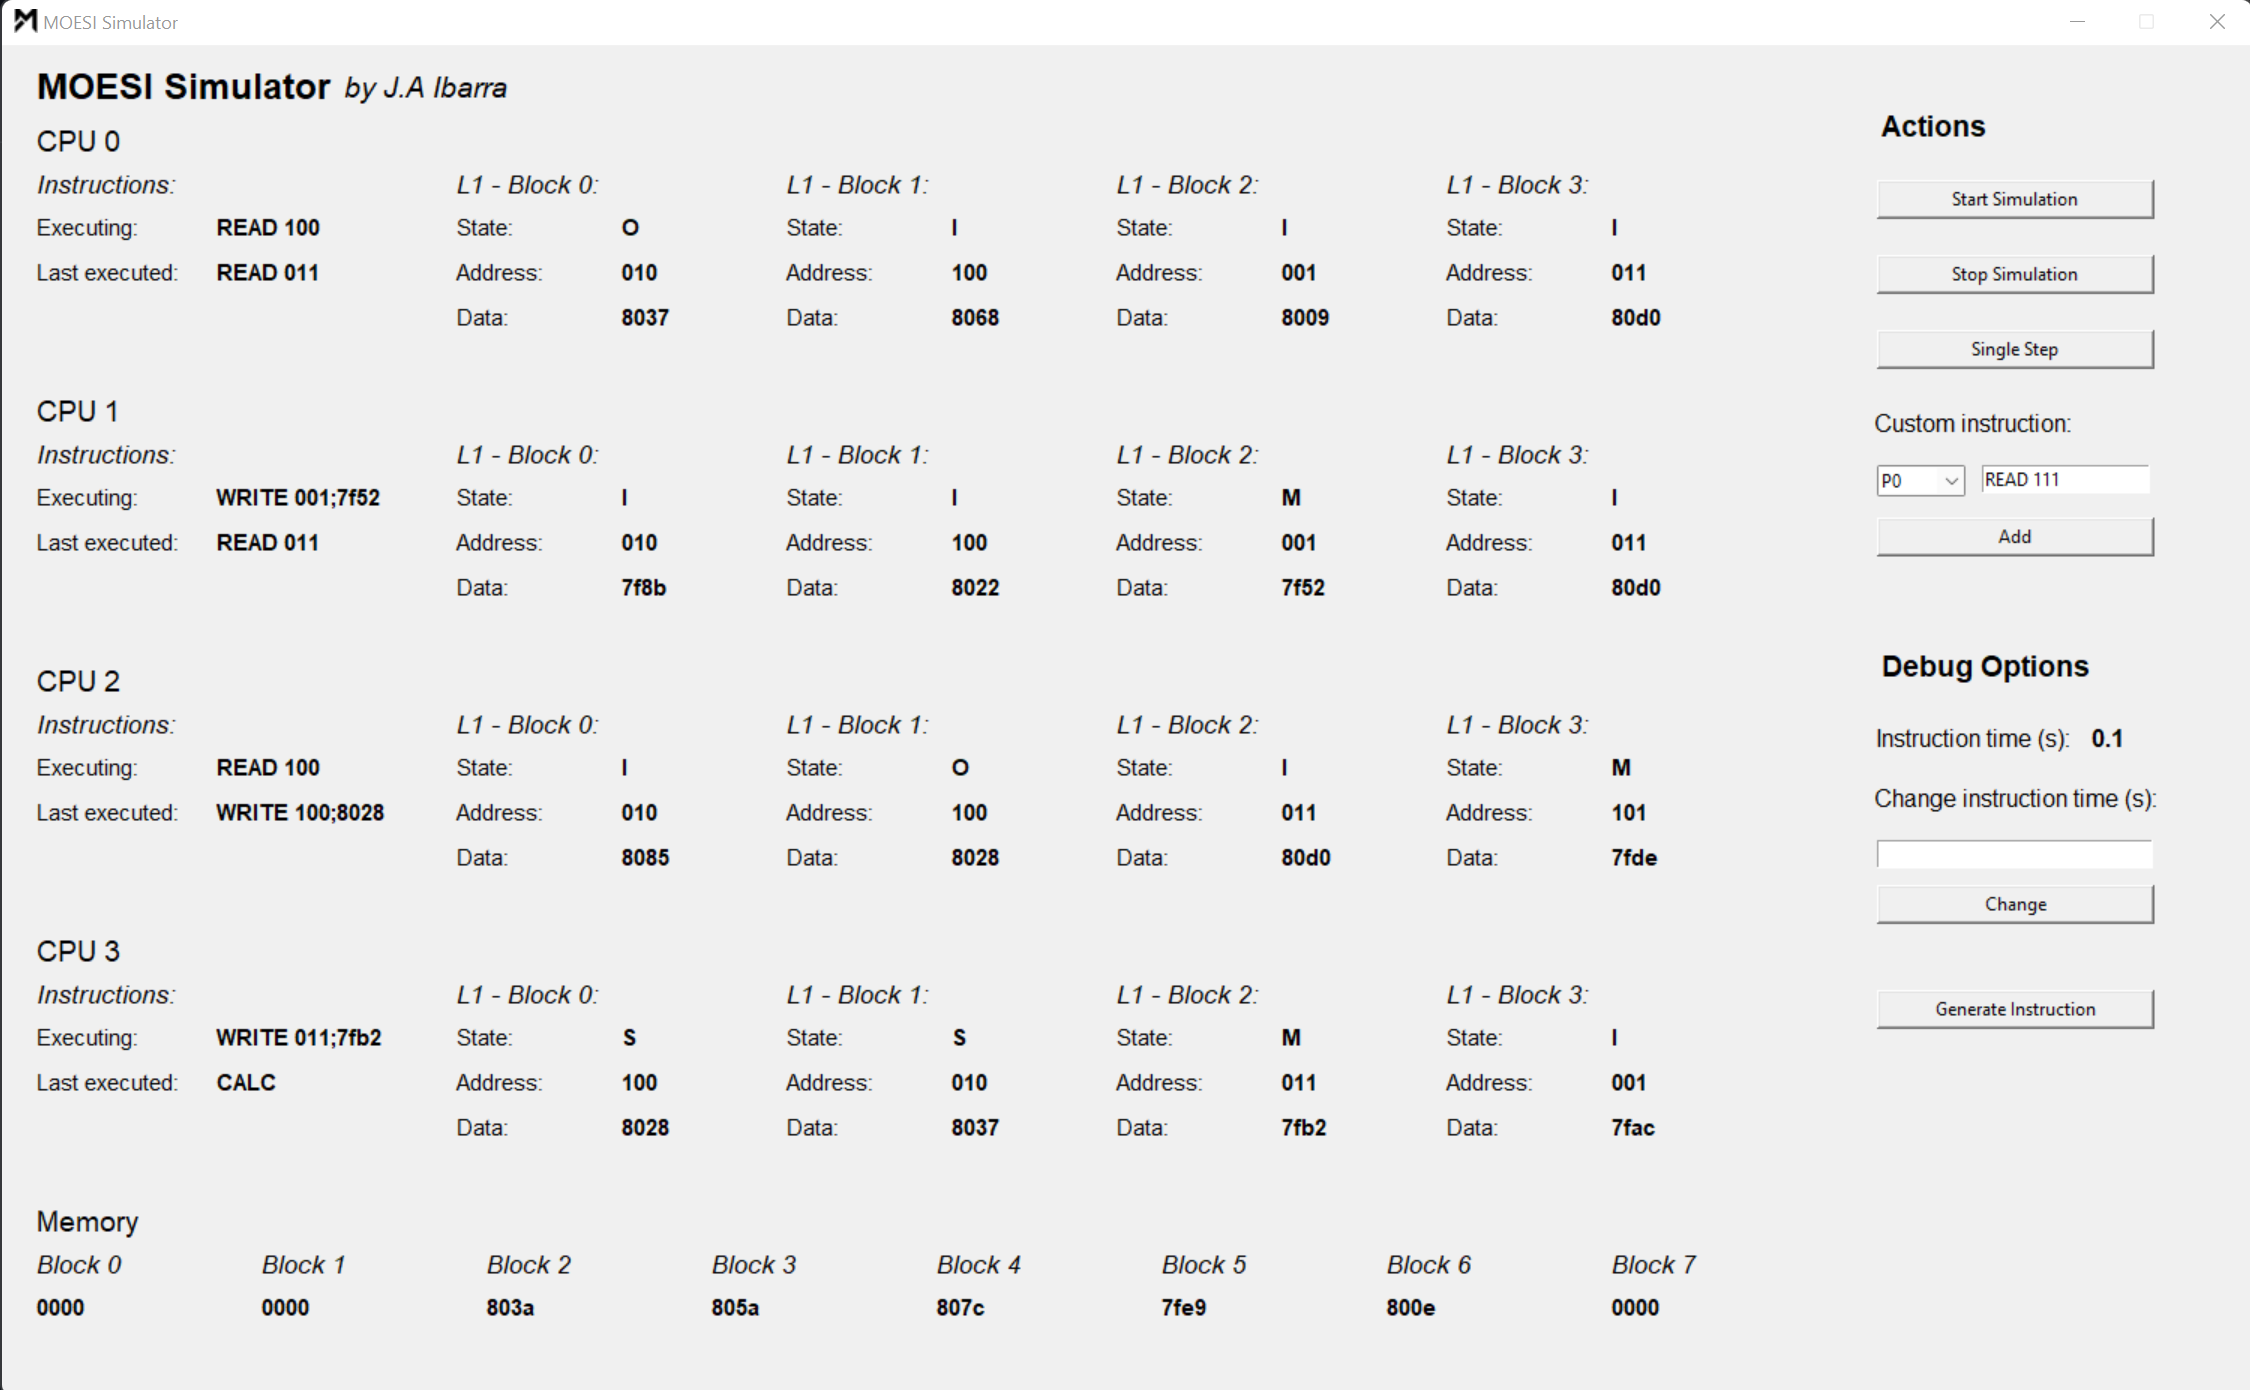 MOESI Simulator
MOESI Simulator by J.A Ibarra
CPU 0
Instructions: L1 - Block 0: L1 - Block 1: L1 - Block 2: L1 - Block 3:
Executing: READ 100 State: O State: I State: I State: I
Last executed: READ 011 Address: 010 Address: 100 Address: 001 Address: 011
Data: 8037 Data: 8068 Data: 8009 Data: 80d0
CPU 1
Instructions: L1 - Block 0: L1 - Block 1: L1 - Block 2: L1 - Block 3:
Executing: WRITE 001;7f52 State: I State: I State: M State: I
Last executed: READ 011 Address: 010 Address: 100 Address: 001 Address: 011
Data: 7f8b Data: 8022 Data: 7f52 Data: 80d0
CPU 2
Instructions: L1 - Block 0: L1 - Block 1: L1 - Block 2: L1 - Block 3:
Executing: READ 100 State: I State: O State: I State: M
Last executed: WRITE 100;8028 Address: 010 Address: 100 Address: 011 Address: 101
Data: 8085 Data: 8028 Data: 80d0 Data: 7fde
CPU 3
Instructions: L1 - Block 0: L1 - Block 1: L1 - Block 2: L1 - Block 3:
Executing: WRITE 011;7fb2 State: S State: S State: M State: I
Last executed: CALC Address: 100 Address: 010 Address: 011 Address: 001
Data: 8028 Data: 8037 Data: 7fb2 Data: 7fac
Memory
Block 0 Block 1 Block 2 Block 3 Block 4 Block 5 Block 6 Block 7
0000 0000 803a 805a 807c 7fe9 800e 0000
Actions
Start Simulation
Stop Simulation
Single Step
Custom instruction:
P0 READ 111
Add
Debug Options
Instruction time (s): 0.1
Change instruction time (s):
Change
Generate Instruction